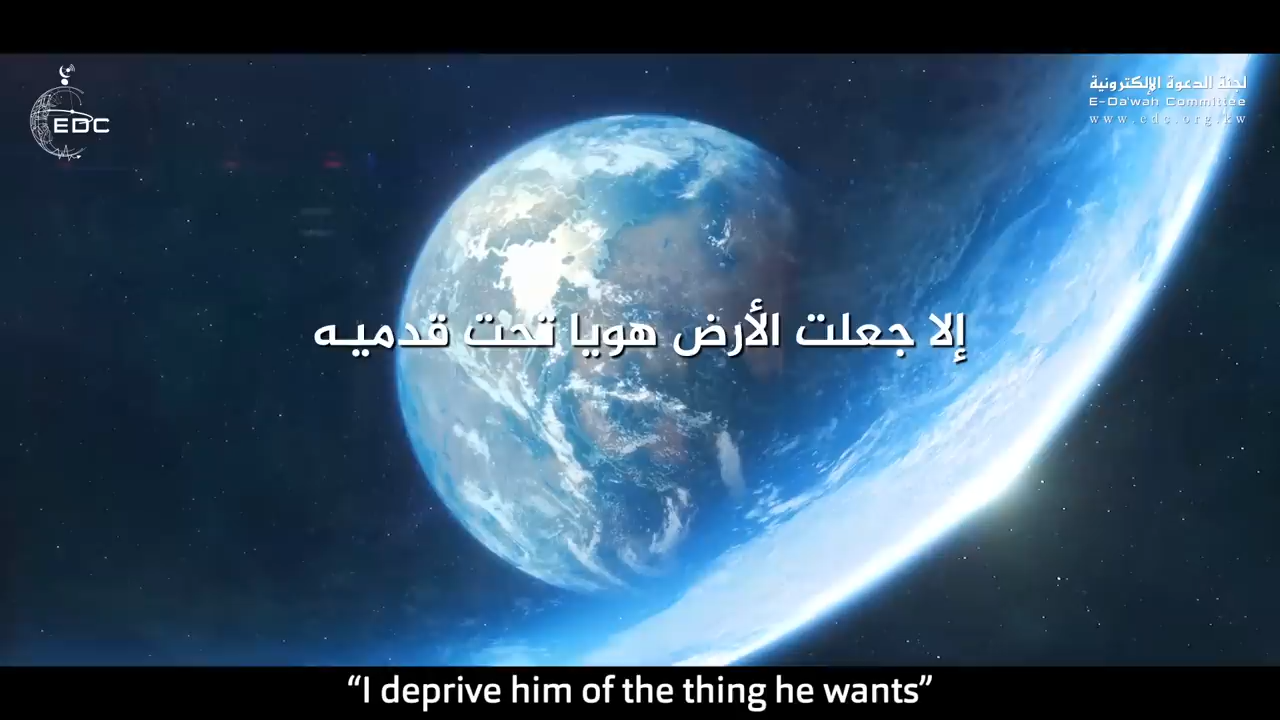 EDC
لجنة الدعوة الإلكترونية
E-Da'wah Committee
www.edc.org.kw
إلا جعلت الأرض هويا تحت قدميه
“I deprive him of the thing he wants”